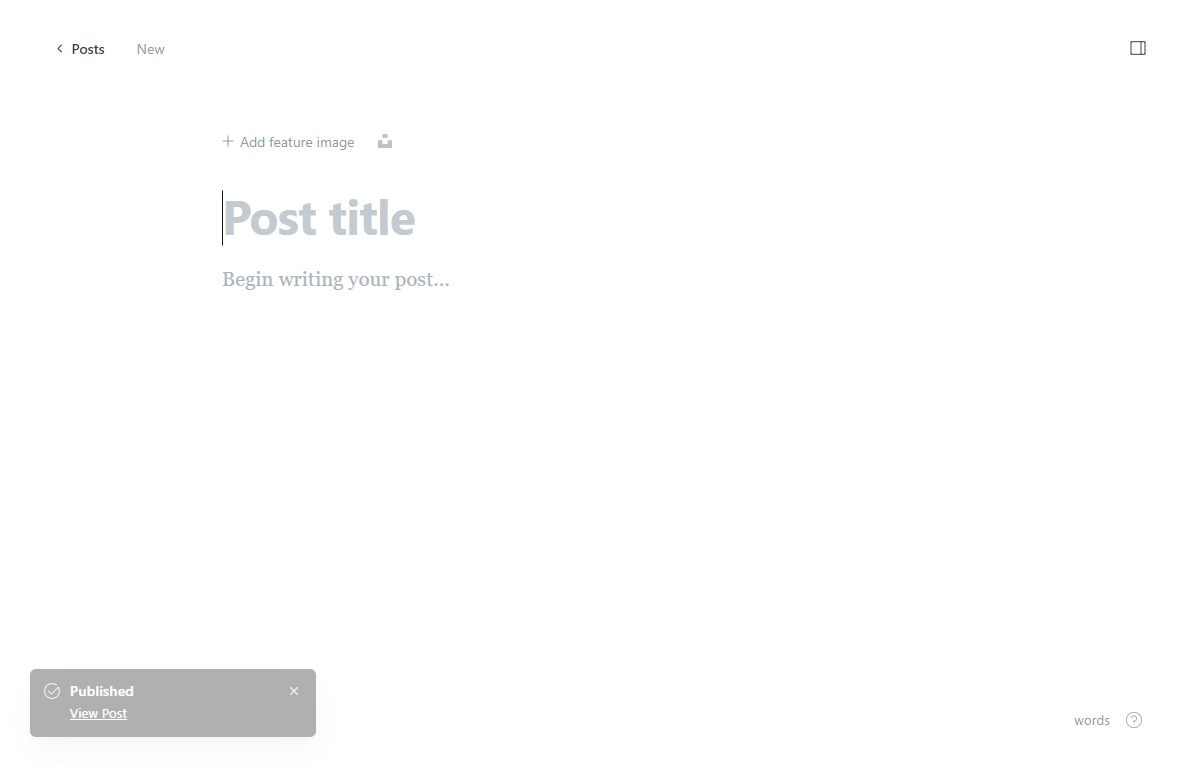 Posts New
Add feature image
Post title
Begin writing your post...
Published
View Post
words